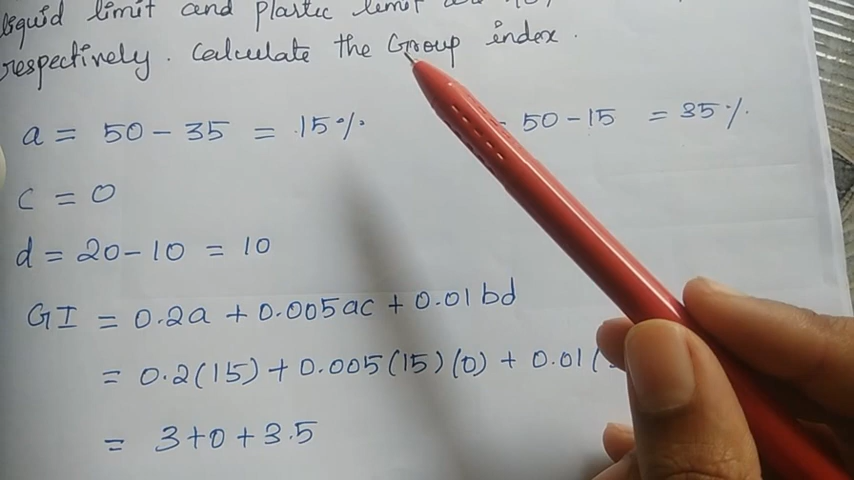 liquid limit and plastic limit
respectively. Calculate the Group index.
a = 50 - 35 = 15% - 50 - 15 = 35%
c = 0
d = 20 - 10 = 10
GI = 0.2a + 0.005ac + 0.01bd
= 0.2(15) + 0.005(15)(0) + 0.01(
= 3+0+3.5